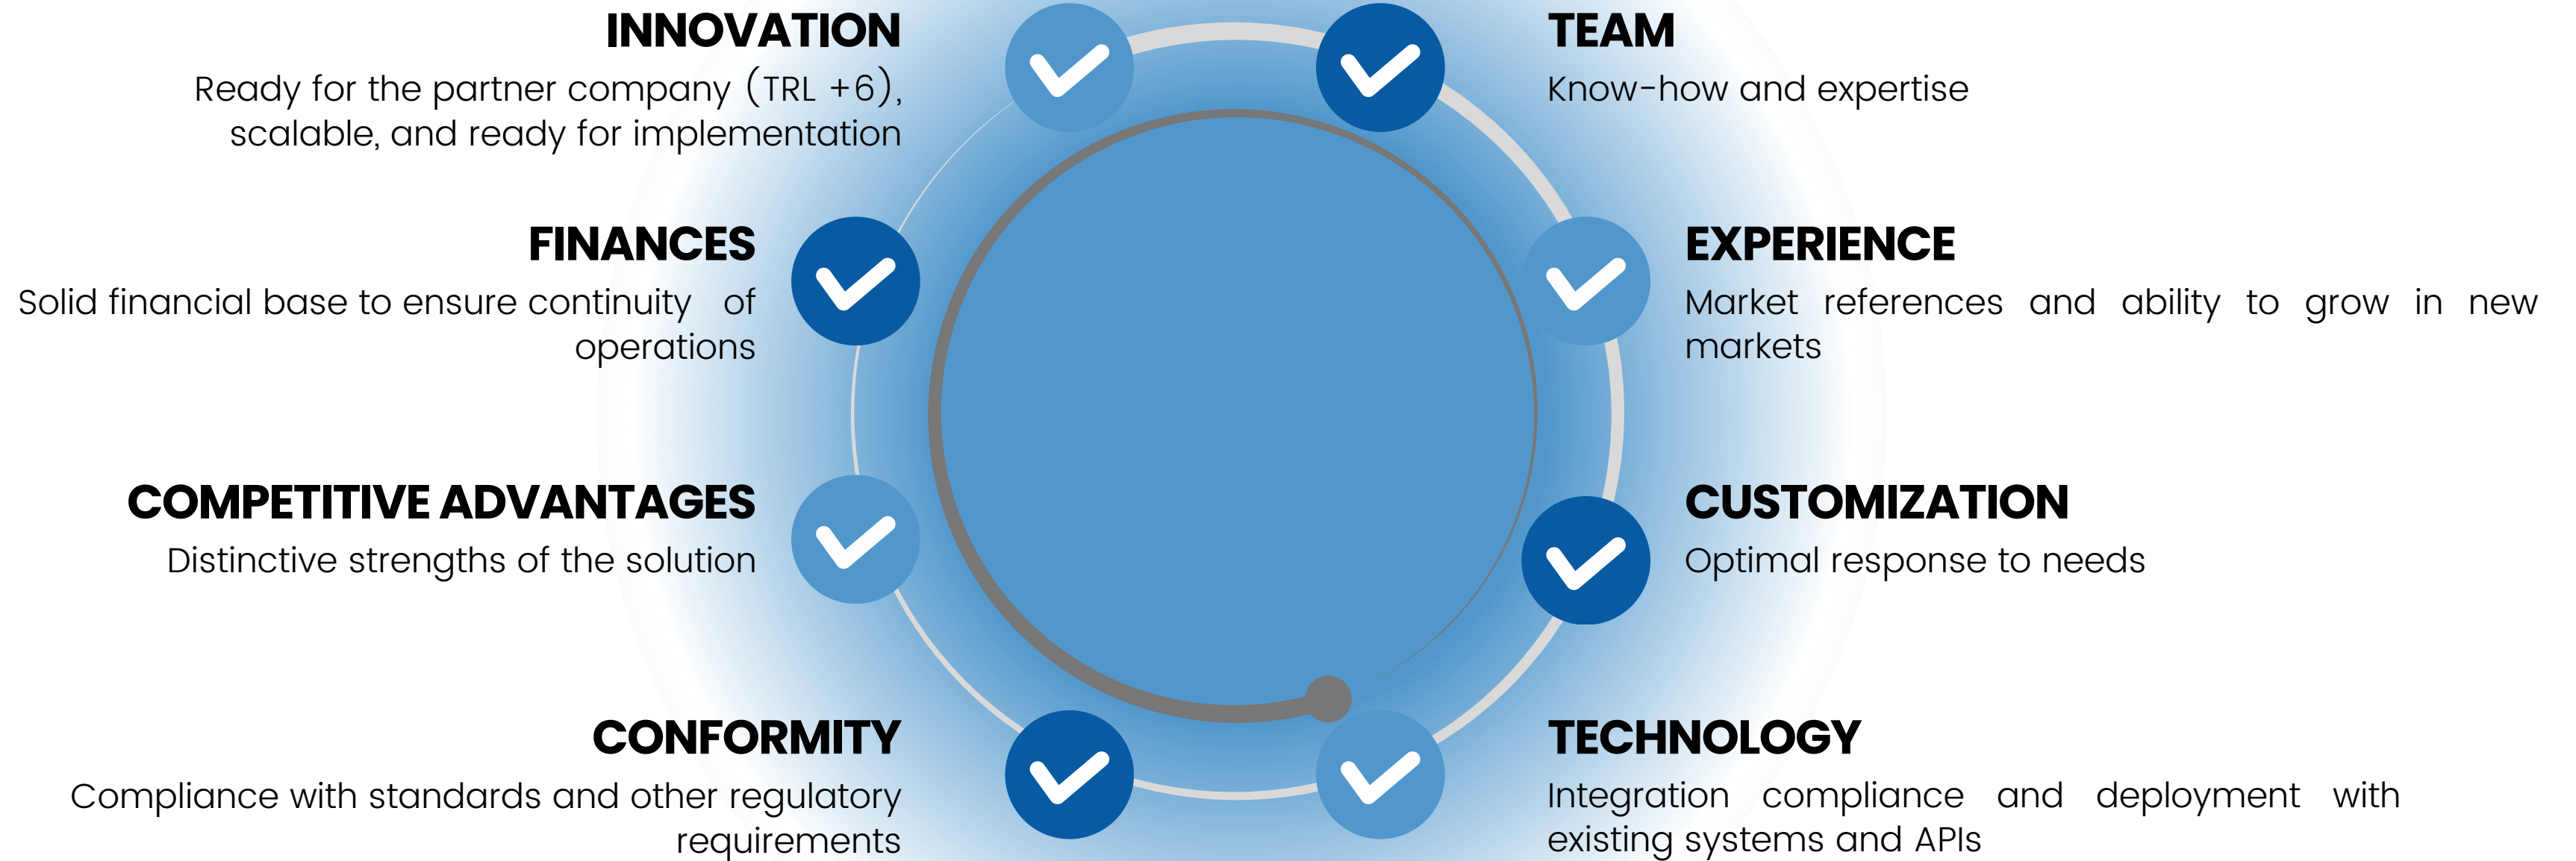 INNOVATION
Ready for the partner company (TRL +6),
scalable, and ready for implementation
TEAM
Know-how and expertise
FINANCES
Solid financial base to ensure continuity of
operations
EXPERIENCE
Market references and ability to grow in new
markets
COMPETITIVE ADVANTAGES
Distinctive strengths of the solution
CUSTOMIZATION
Optimal response to needs
CONFORMITY
Compliance with standards and other regulatory
requirements
TECHNOLOGY
Integration compliance and deployment with
existing systems and APIs